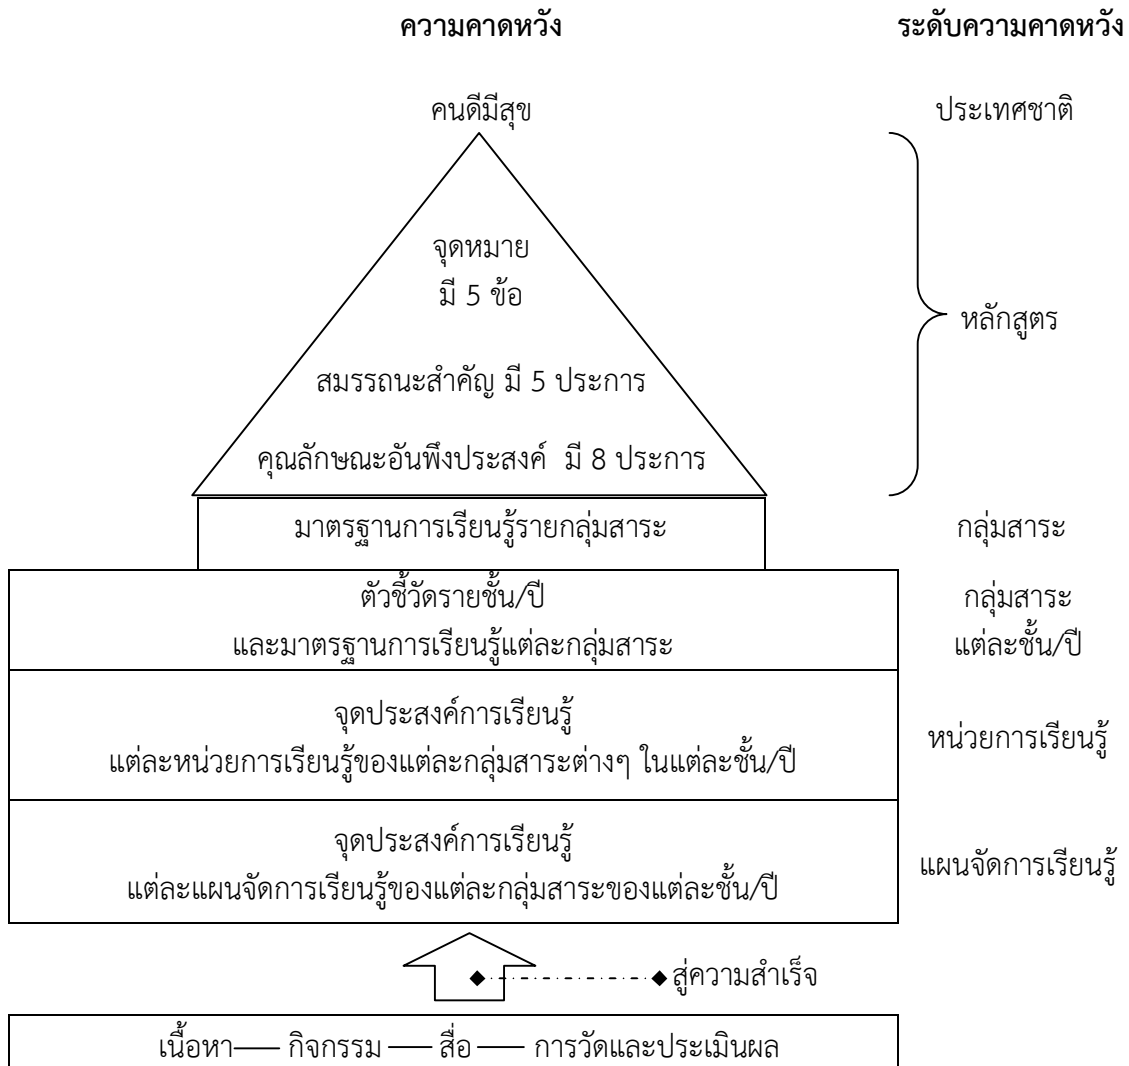 ความคาดหวัง ระดับความคาดหวัง
คนดีมีสุข ประเทศชาติ
จุดหมาย
มี 5 ข้อ
หลักสูตร
สมรรถนะสำคัญ มี 5 ประการ
คุณลักษณะอันพึงประสงค์ มี 8 ประการ
มาตรฐานการเรียนรู้รายกลุ่มสาระ กลุ่มสาระ
ตัวชี้วัดรายชั้น/ปี กลุ่มสาระ
และมาตรฐานการเรียนรู้แต่ละกลุ่มสาระ แต่ละชั้น/ปี
จุดประสงค์การเรียนรู้
หน่วยการเรียนรู้
แต่ละหน่วยการเรียนรู้ของแต่ละกลุ่มสาระต่างๆ ในแต่ละชั้น/ปี
จุดประสงค์การเรียนรู้
แผนจัดการเรียนรู้
แต่ละแผนจัดการเรียนรู้ของแต่ละกลุ่มสาระของแต่ละชั้น/ปี
สู่ความสำเร็จ
เนื้อหา—— กิจกรรม —— สื่อ —— การวัดและประเมินผล